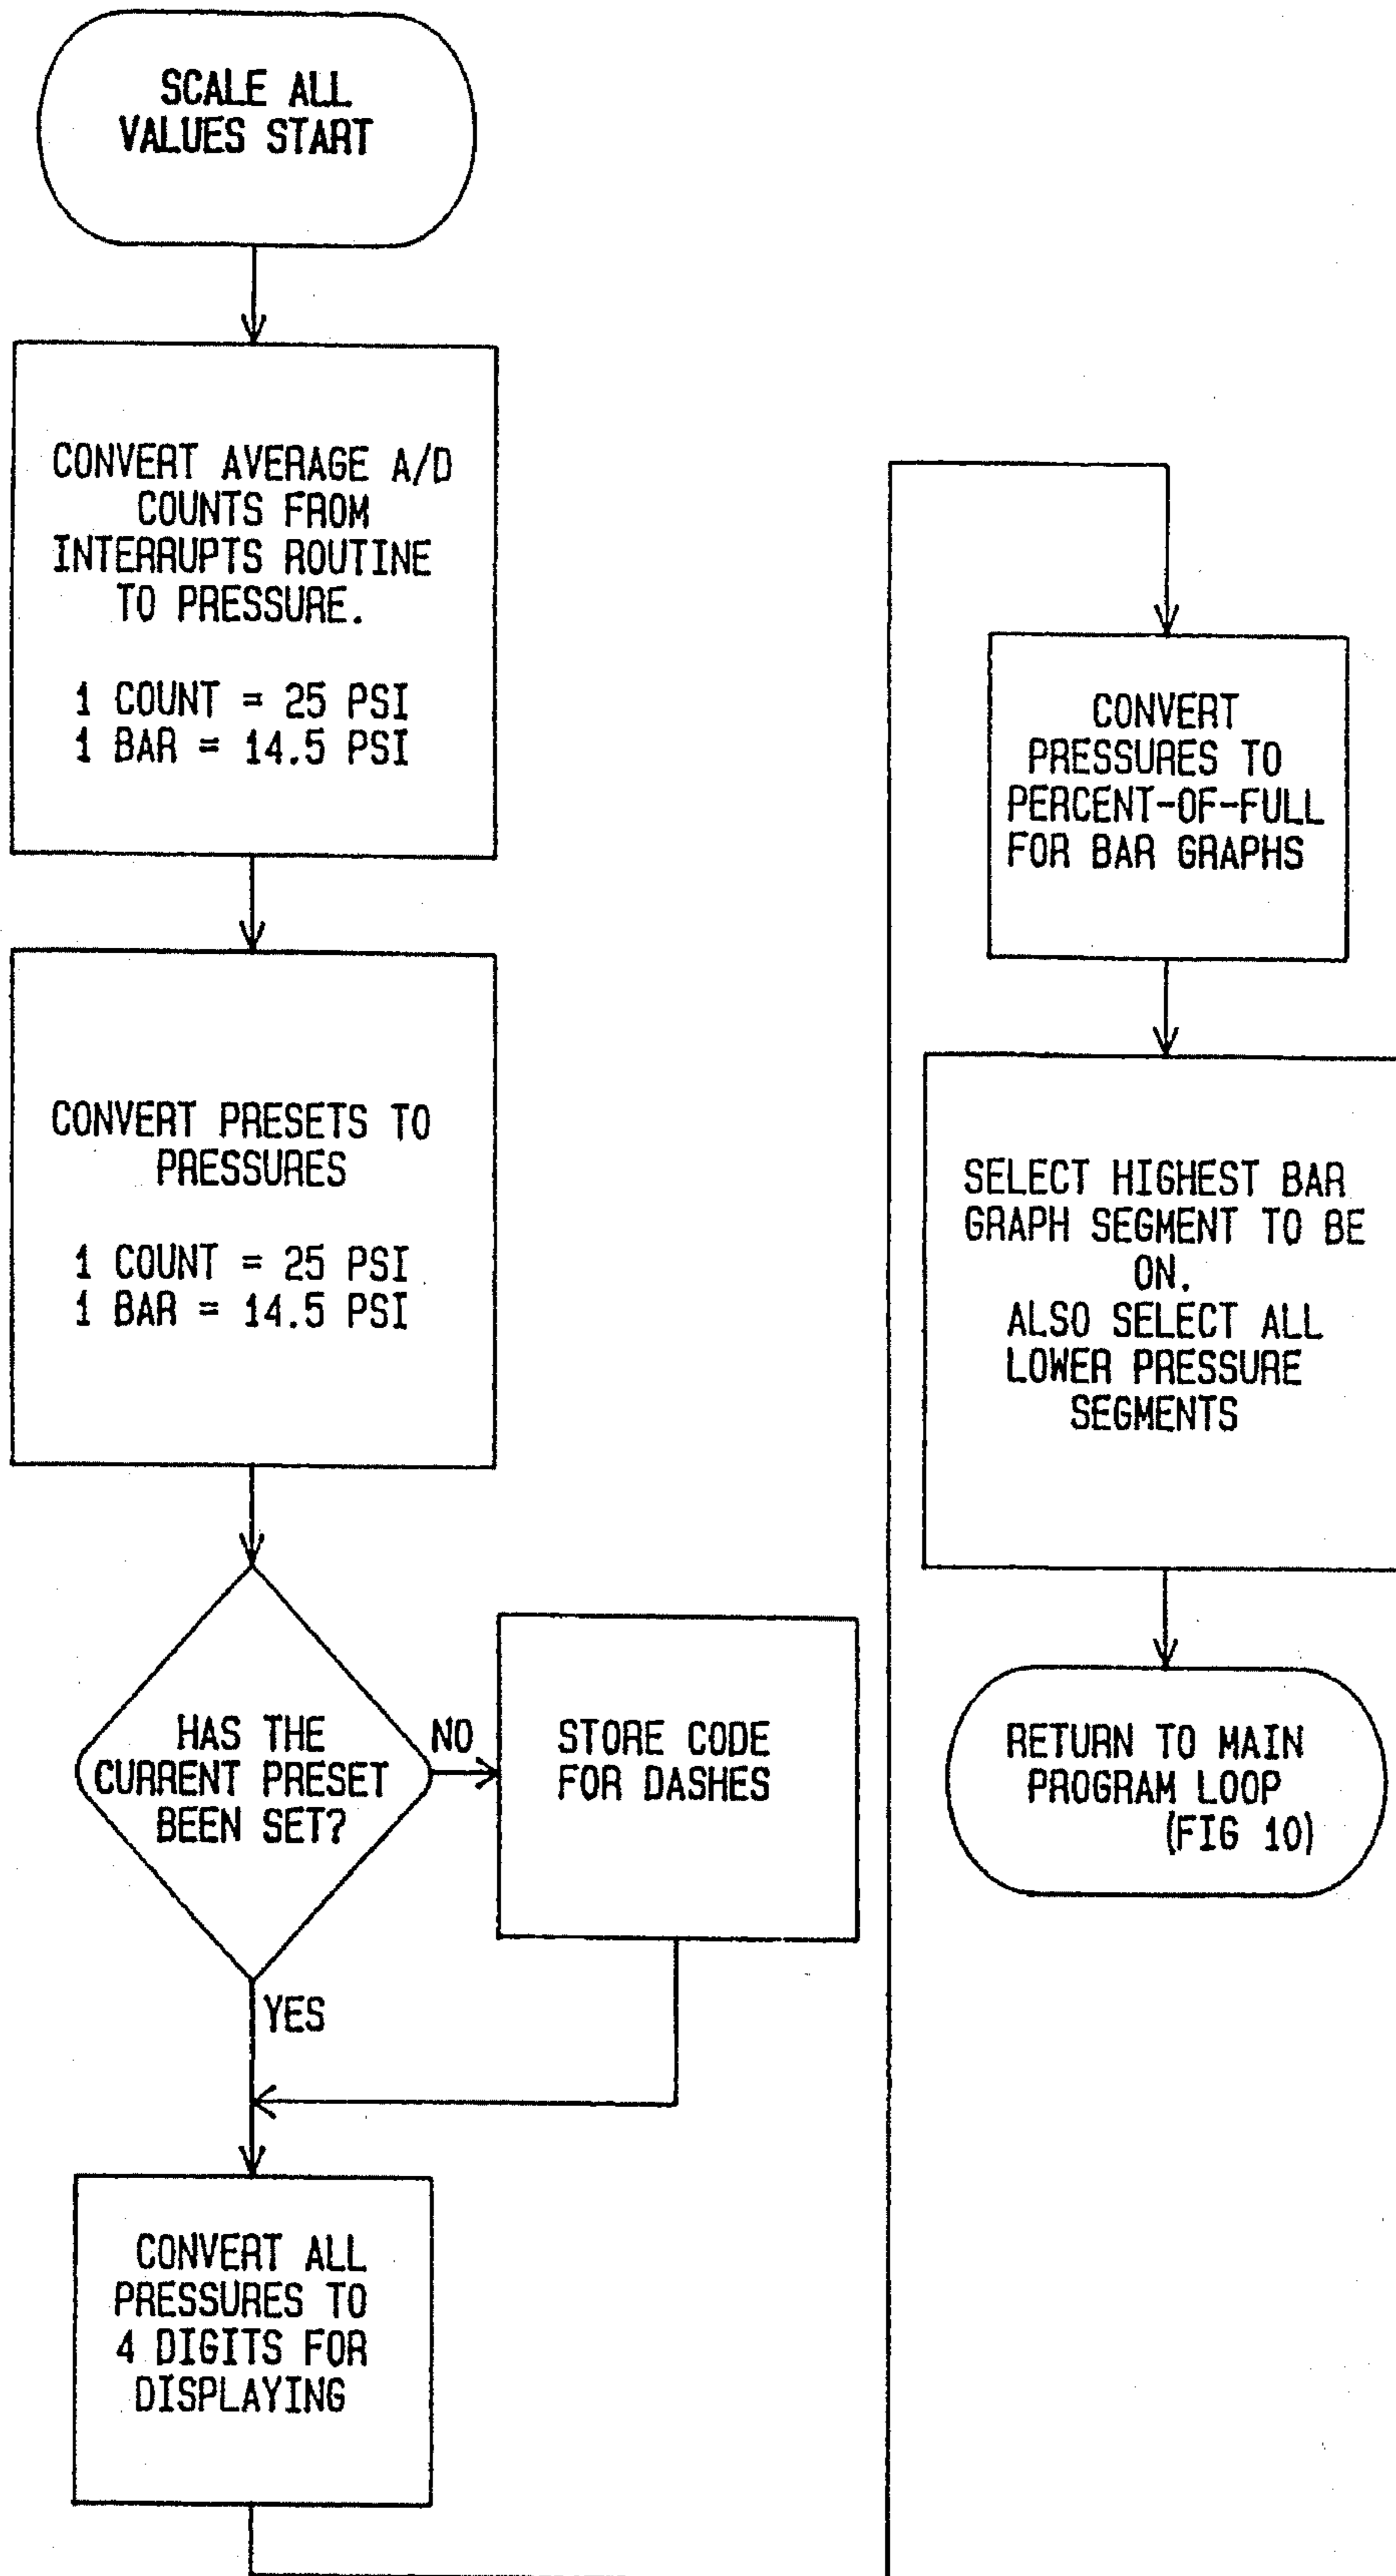 SCALE ALL
VALUES START
CONVERT AVERAGE A/D
COUNTS FROM
INTERRUPTS ROUTINE
TO PRESSURE.
1 COUNT = 25 PSI
1 BAR = 14.5 PSI
CONVERT PRESETS TO
PRESSURES
1 COUNT = 25 PSI
1 BAR = 14.5 PSI
HAS THE
CURRENT PRESET
BEEN SET?
NO
STORE CODE
FOR DASHES
YES
CONVERT ALL
PRESSURES TO
4 DIGITS FOR
DISPLAYING
CONVERT
PRESSURES TO
PERCENT-OF-FULL
FOR BAR GRAPHS
SELECT HIGHEST BAR
GRAPH SEGMENT TO BE
ON.
ALSO SELECT ALL
LOWER PRESSURE
SEGMENTS
RETURN TO MAIN
PROGRAM LOOP
(FIG 10)